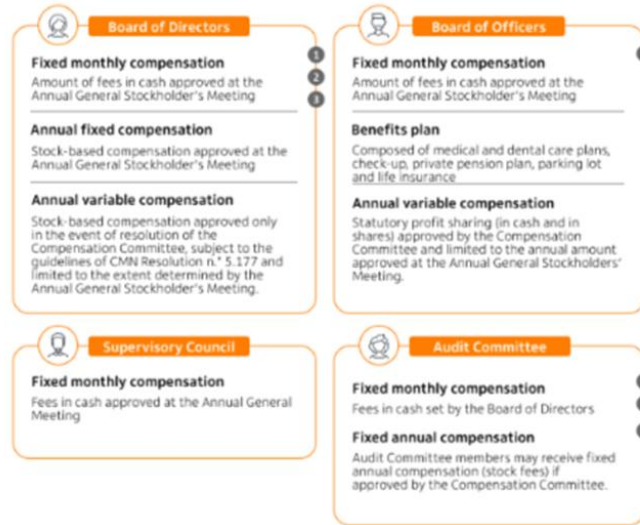 Board of Directors
Fixed monthly compensation
Amount of fees in cash approved at the
Annual General Stockholder's Meeting
Annual fixed compensation
Stock-based compensation approved at the
Annual General Stockholder's Meeting
Annual variable compensation
Stock-based compensation approved only
in the event of resolution of the
Compensation Committee, subject to the
guidelines of CMN Resolution n.° 5.177 and
limited to the extent determined by the
Annual General Stockholder's Meeting.
1
2
3
Board of Officers
Fixed monthly compensation
Amount of fees in cash approved at the
Annual General Stockholder's Meeting
Benefits plan
Composed of medical and dental care plans,
check-up, private pension plan, parking lot
and life insurance
Annual variable compensation
Statutory profit sharing (in cash and in
shares) approved by the Compensation
Committee and limited to the annual amount
approved at the Annual General Stockholders'
Meeting.
Supervisory Council
Fixed monthly compensation
Fees in cash approved at the Annual General
Meeting
Audit Committee
Fixed monthly compensation
Fees in cash set by the Board of Directors
Fixed annual compensation
Audit Committee members may receive fixed
annual compensation (stock fees) if
approved by the Compensation Committee.